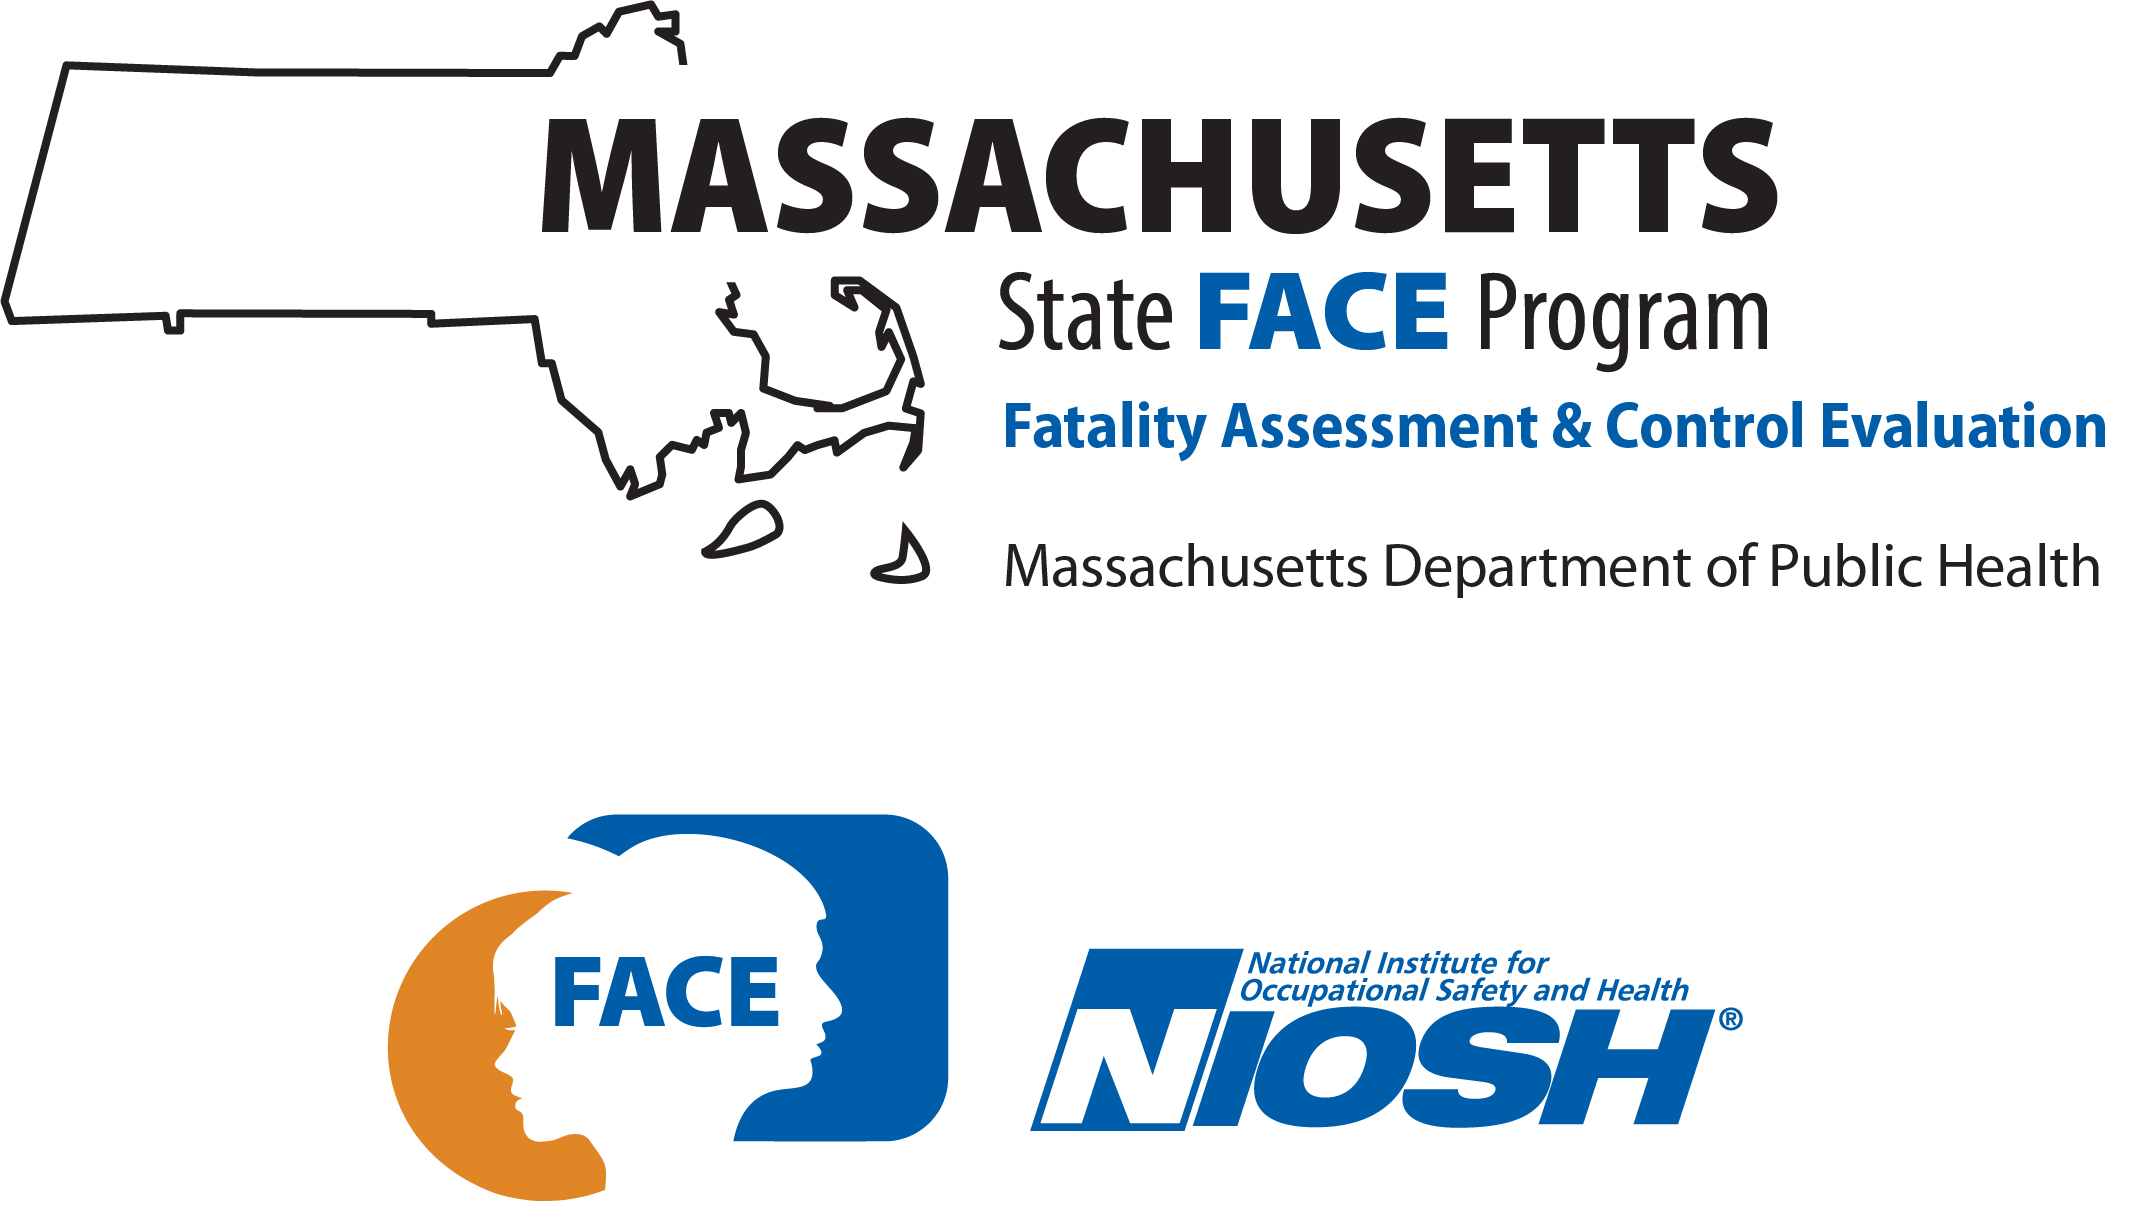 MASSACHUSETTS
State FACE Program
Fatality Assessment & Control Evaluation
Massachusetts Department of Public Health
FACE
National Institute for
Occupational Safety and Health
NIOSH®